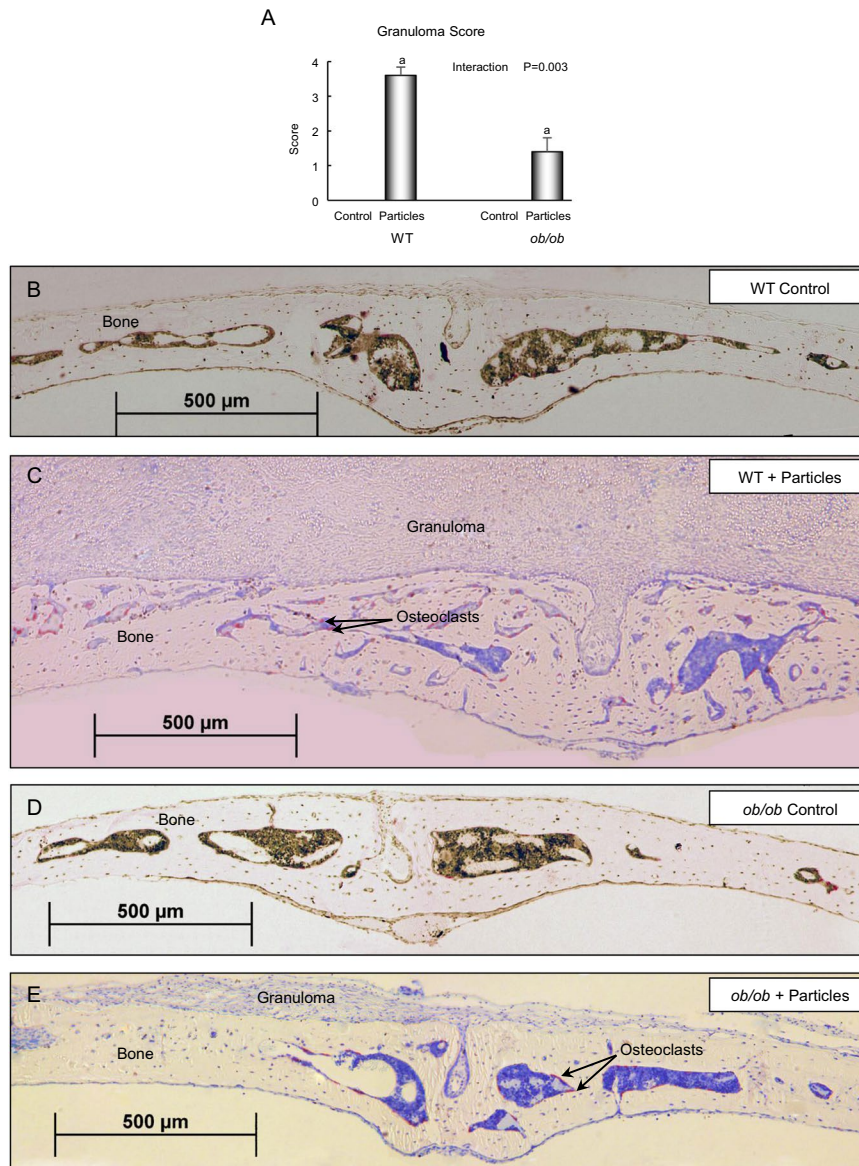 A
Granuloma Score
Interaction P=0.003
4
3
2
1
0
Score
a
a
Control Particles Control Particles
WT ob/ob
B
WT Control
Bone
500 µm
C
WT + Particles
Granuloma
Osteoclasts
Bone
500 µm
D
ob/ob Control
Bone
500 µm
E
ob/ob + Particles
Granuloma
Osteoclasts
Bone
500 µm